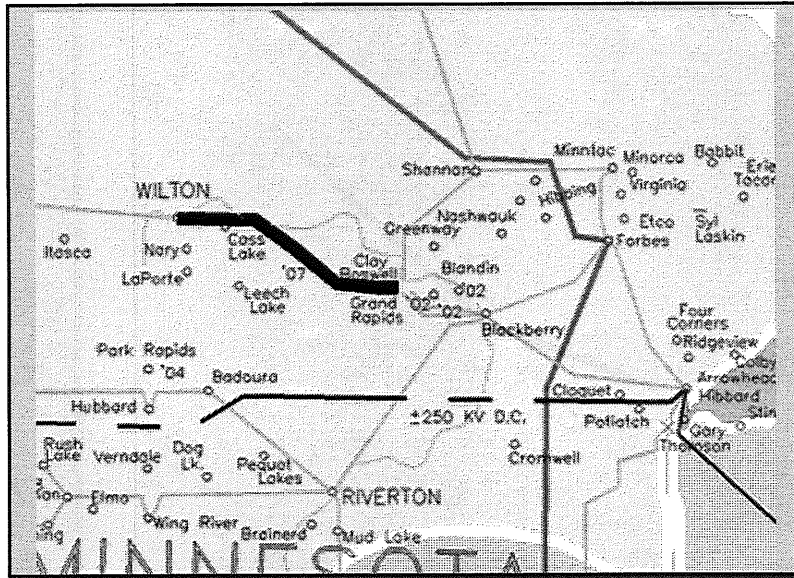 Shannon
Minntac
Minorca
Babbit
Virginia
Hibbing
WILTON
Nashwauk
Greenway
Etco
Syl
Laskin
Forbes
Itasca
Nary
Cass
Lake
Clay
Boswell
Blandin
LaPorte
'07
Leech
Lake
Grand
Rapids
'02
'02
'02
Blackberry
Four
Corners
Ridgeview
Park Rapids
'04
Badoura
Colby
Arrowhead
Hibbard
Cloquet
Hubbard
±250 KV D.C.
Potlatch
Gary
Thomson
Rush
Lake
Verndale
Dog
Lk.
Pequot
Lakes
Cromwell
Elmo
RIVERTON
Wing River
Brainerd
Mud Lake
MINNESOTA